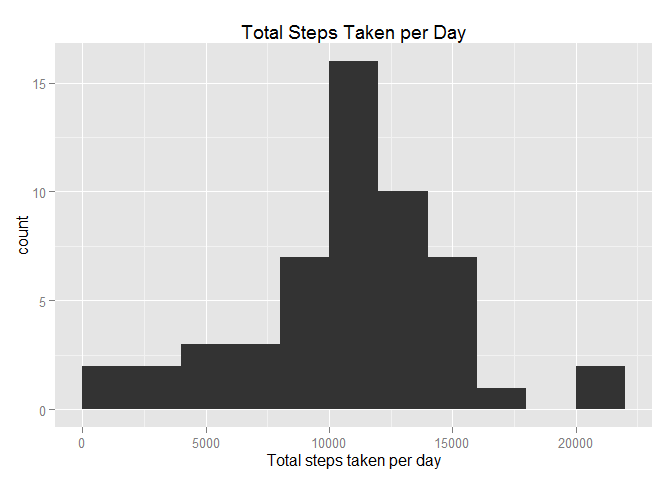 Total Steps Taken per Day
count
15
10
5
0
0 5000 10000 15000 20000
Total steps taken per day